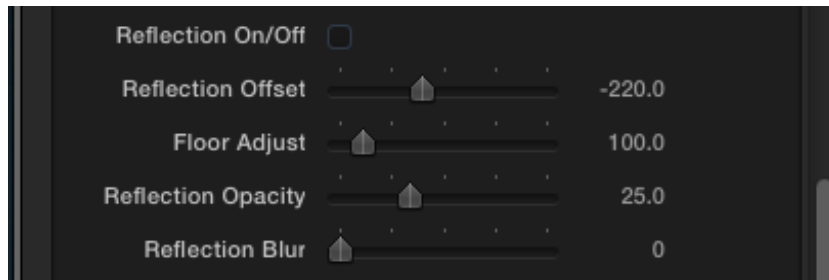 Reflection On/Off
Reflection Offset -220.0
Floor Adjust 100.0
Reflection Opacity 25.0
Reflection Blur 0